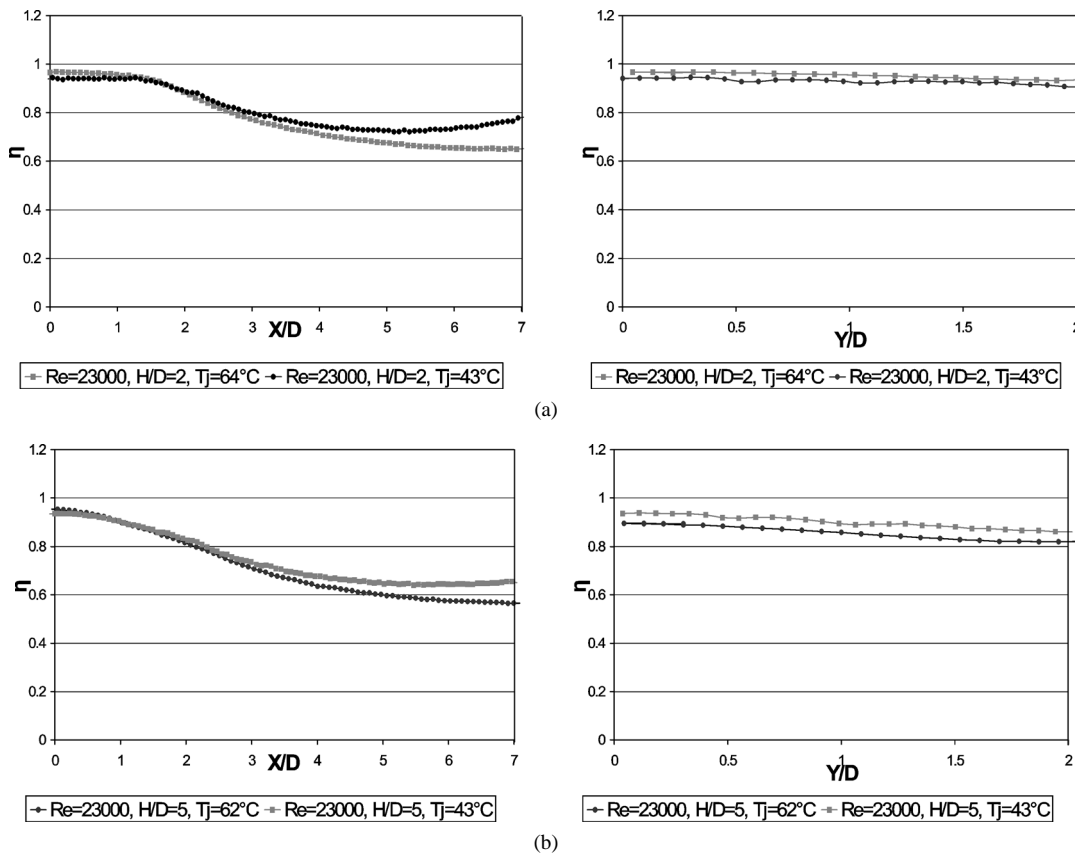 1.2
1
0.8
0.6
0.4
0.2
0
η
0 1 2 3 4 5 6 7
X/D
Re=23000, H/D=2, Tj=64°C Re=23000, H/D=2, Tj=43°C
1.2
1
0.8
0.6
0.4
0.2
0
η
0 0.5 1 1.5 2
Y/D
Re=23000, H/D=2, Tj=64°C Re=23000, H/D=2, Tj=43°C
(a)
1.2
1
0.8
0.6
0.4
0.2
0
η
0 1 2 3 4 5 6 7
X/D
Re=23000, H/D=5, Tj=62°C Re=23000, H/D=5, Tj=43°C
1.2
1
0.8
0.6
0.4
0.2
0
η
0 0.5 1 1.5 2
Y/D
Re=23000, H/D=5, Tj=62°C Re=23000, H/D=5, Tj=43°C
(b)